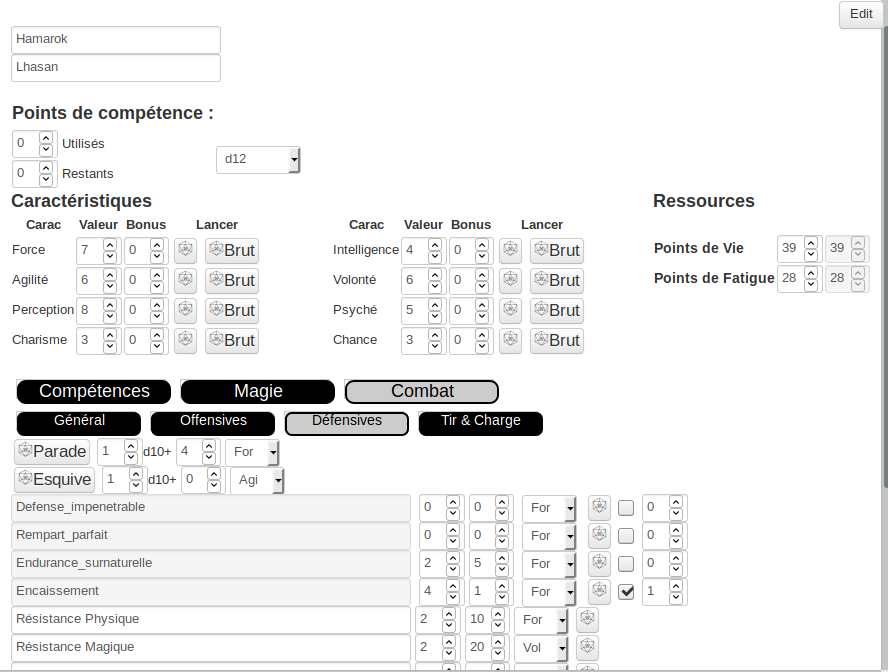 Edit
Hamarok
Lhasan
Points de compétence :
0 Utilisés
d12
0 Restants
Caractéristiques
Ressources
Carac Valeur Bonus Lancer Carac Valeur Bonus Lancer
Force 7 0 Brut Intelligence 4 0 Brut Points de Vie 39 39
Agilité 6 0 Brut Volonté 6 0 Brut Points de Fatigue 28 28
Perception 8 0 Brut Psyché 5 0 Brut
Charisme 3 0 Brut Chance 3 0 Brut
Compétences Magie Combat
Général Offensives Défensives Tir & Charge
Parade 1 d10+ 4 For
Esquive 1 d10+ 0 Agi
Defense_impenetrable 0 0 For 0
Rempart_parfait 0 0 For 0
Endurance_surnaturelle 2 5 For 0
Encaissement 4 1 For 1
Résistance Physique 2 10 For
Résistance Magique 2 20 Vol